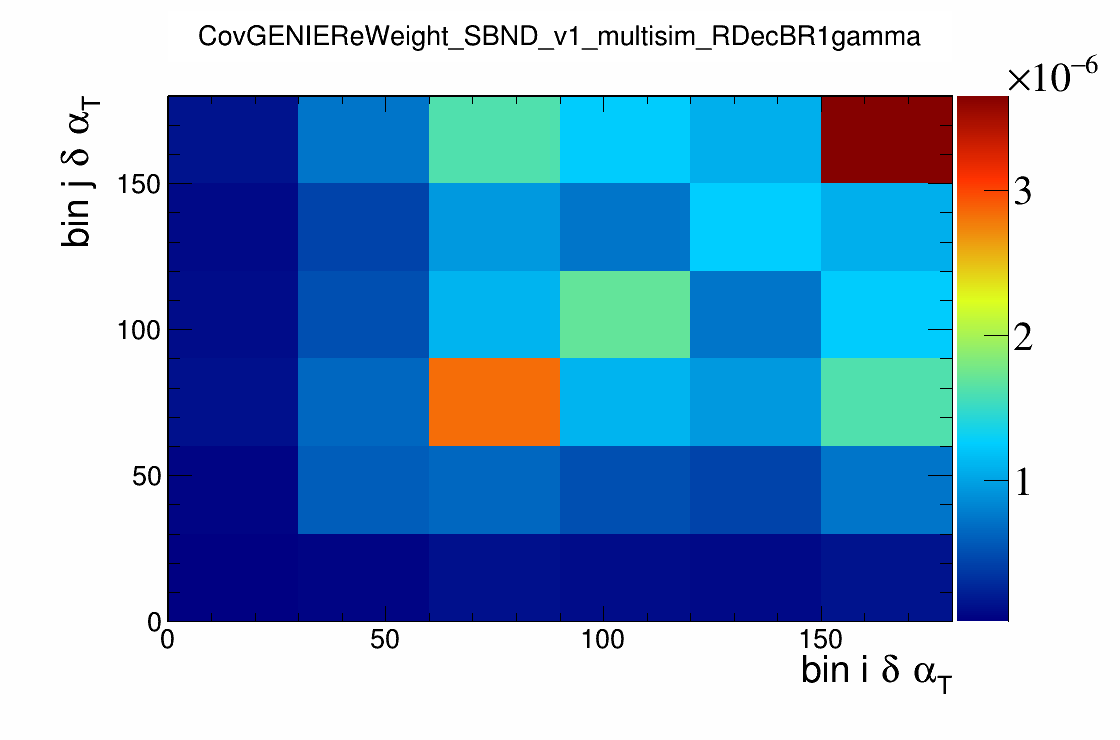 CovGENIEReWeight_SBND_v1_multisim_RDecBR1gamma
×10⁻⁶
bin j δ α_T
150
100
50
0
3
2
1
0 50 100 150
bin i δ α_T